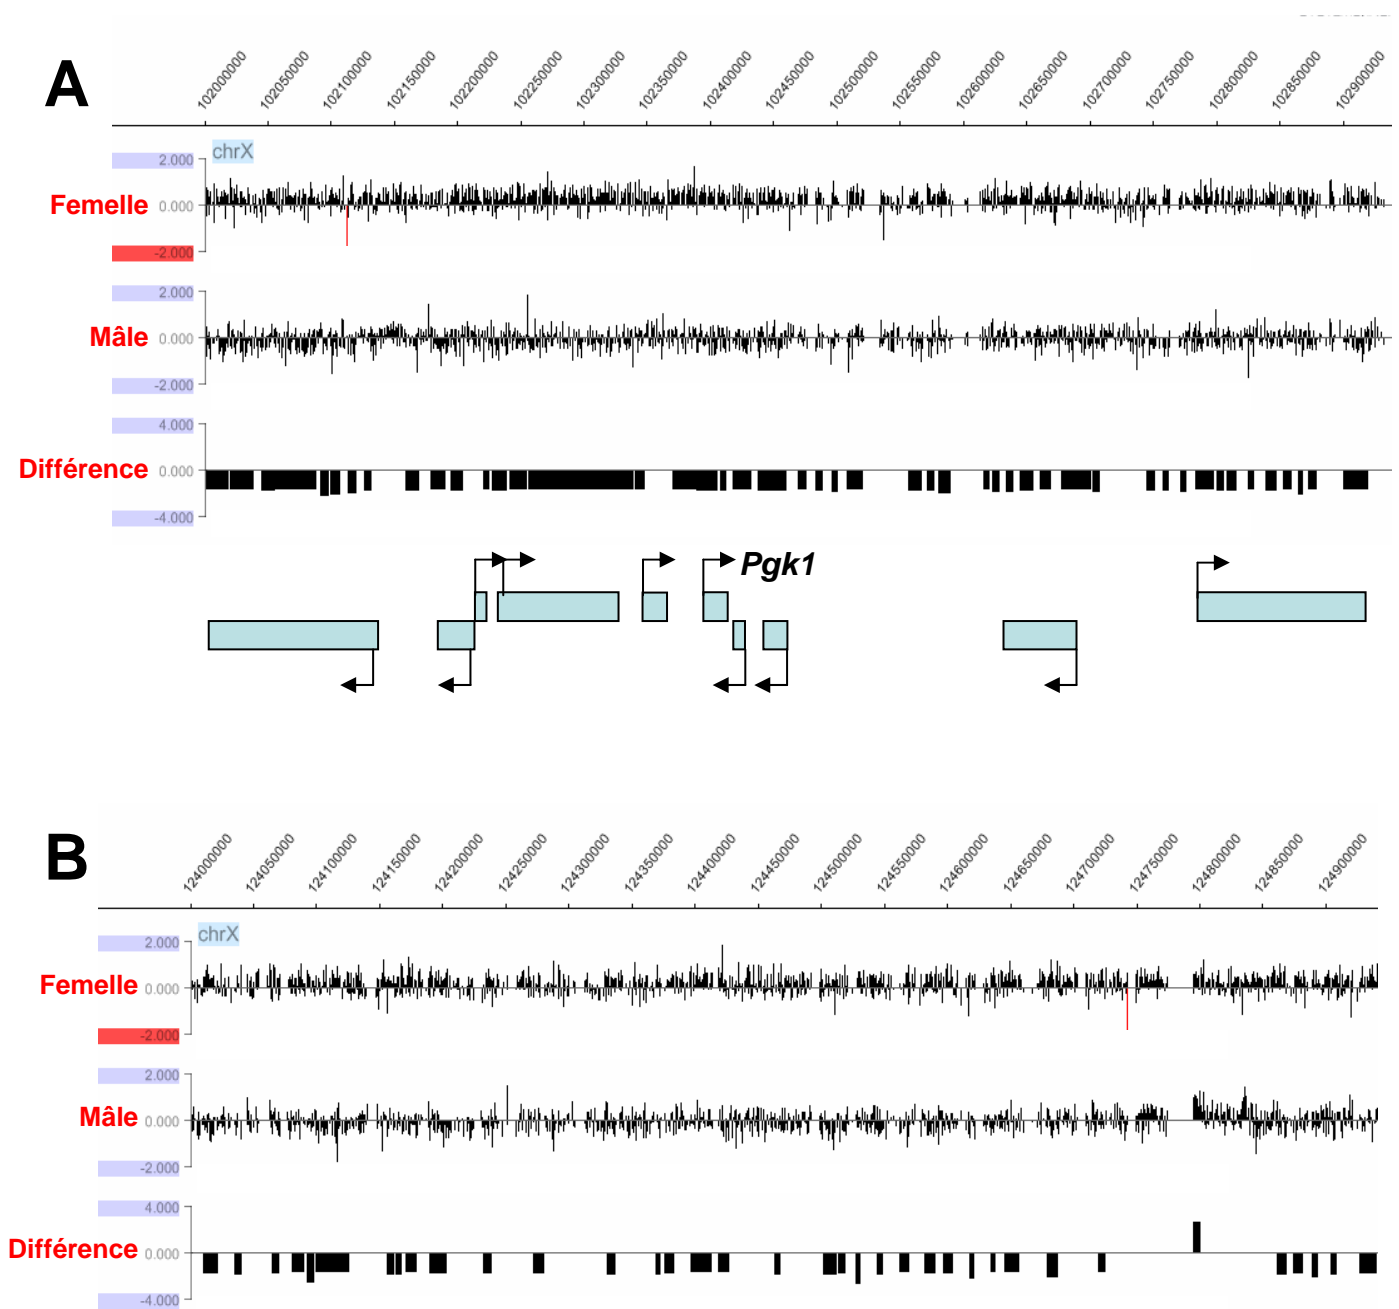 A
102000000 102050000 102100000 102150000 102200000 102250000 102300000 102350000 102400000 102450000 102500000 102550000 102600000 102650000 102700000 102750000 102800000 102850000 102900000
chrX
2.000
Femelle 0.000
-2.000
2.000
Mâle 0.000
-2.000
4.000
Différence 0.000
-4.000
Pgk1
B
124000000 124050000 124100000 124150000 124200000 124250000 124300000 124350000 124400000 124450000 124500000 124550000 124600000 124650000 124700000 124750000 124800000 124850000 124900000
chrX
2.000
Femelle 0.000
-2.000
2.000
Mâle 0.000
-2.000
4.000
Différence 0.000
-4.000